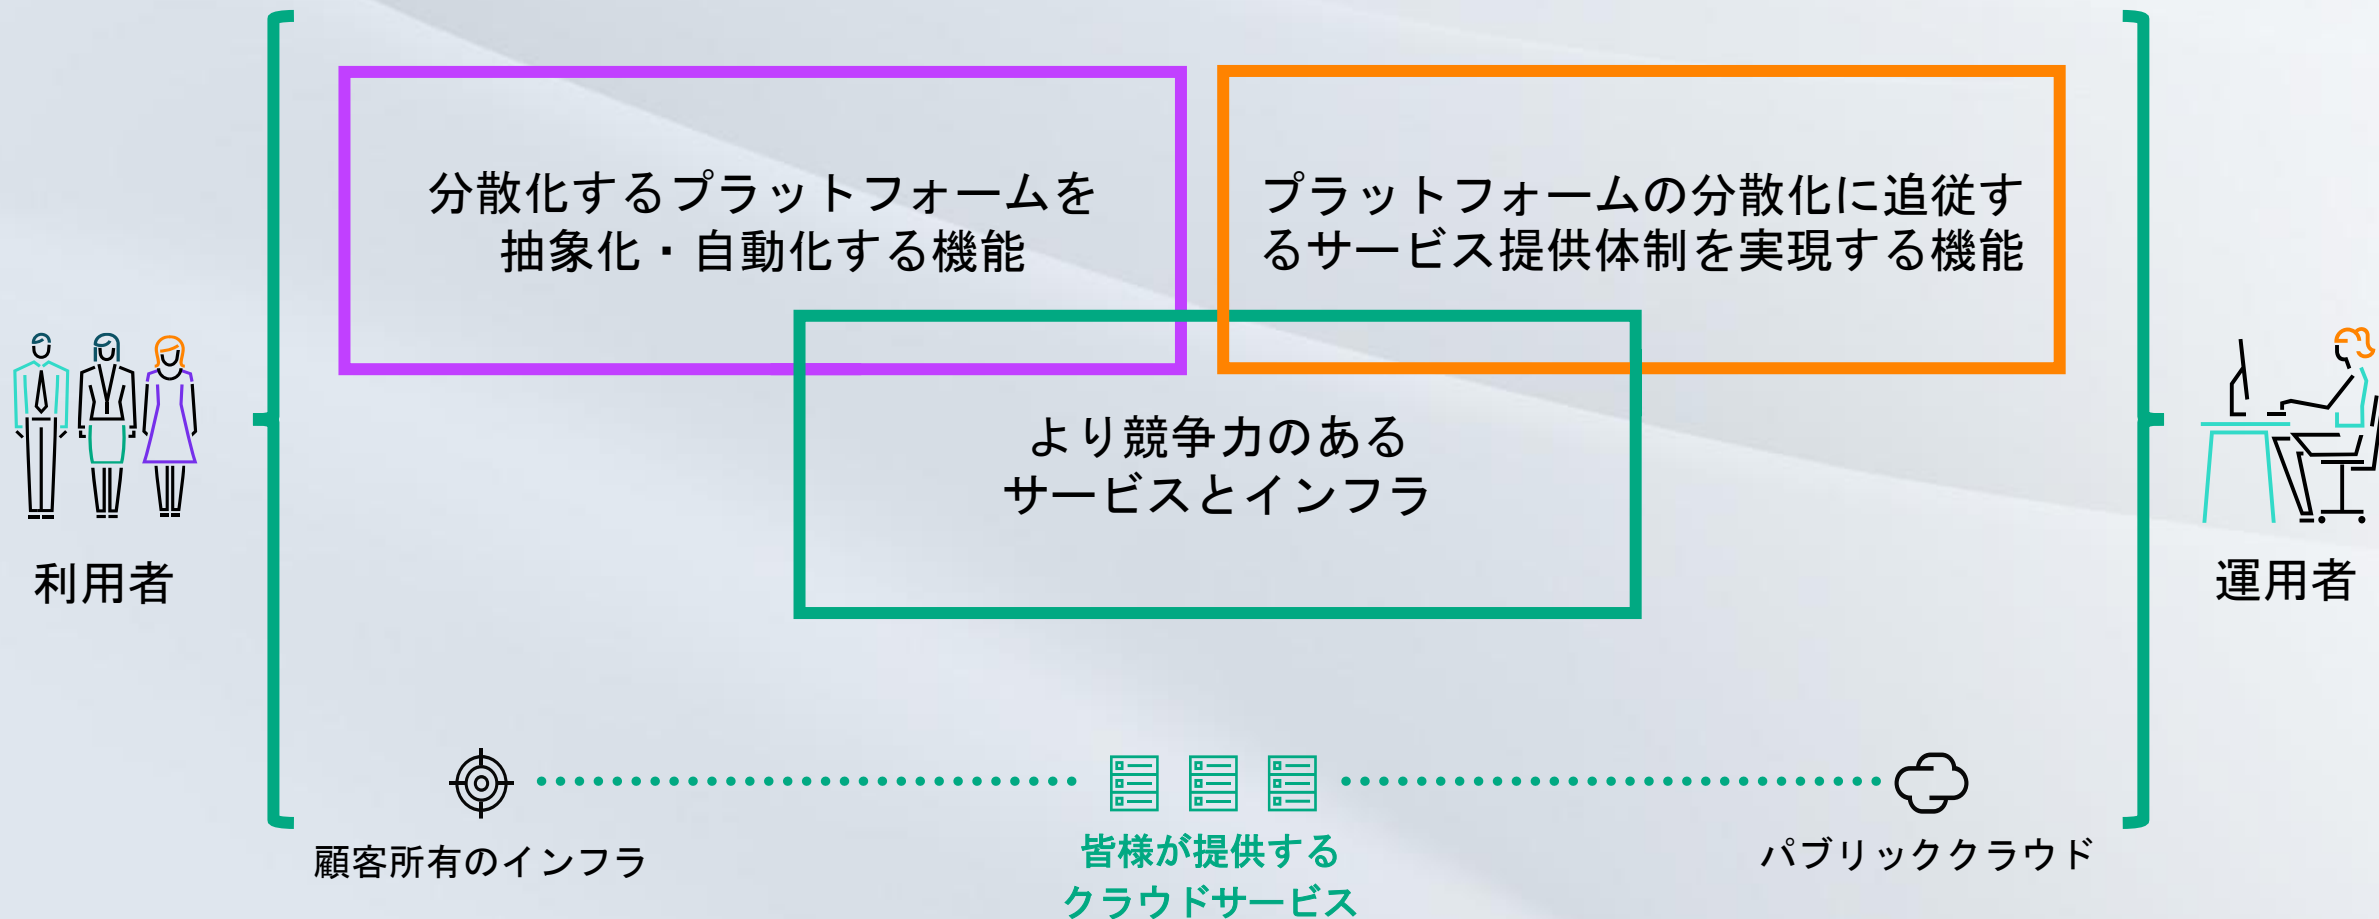 分散化するプラットフォームを
抽象化・自動化する機能
プラットフォームの分散化に追従す
るサービス提供体制を実現する機能
より競争力のある
サービスとインフラ
利用者
運用者
顧客所有のインフラ
皆様が提供する
クラウドサービス
パブリッククラウド